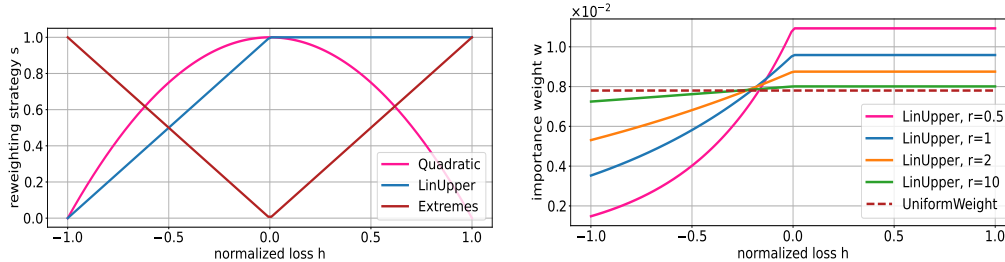 reweighting strategy s
1.0
0.8
0.6
0.4
0.2
0.0
Quadratic
LinUpper
Extremes
−1.0 −0.5 0.0 0.5 1.0
normalized loss h
×10⁻²
importance weight w
1.0
0.8
0.6
0.4
0.2
LinUpper, r=0.5
LinUpper, r=1
LinUpper, r=2
LinUpper, r=10
UniformWeight
−1.0 −0.5 0.0 0.5 1.0
normalized loss h